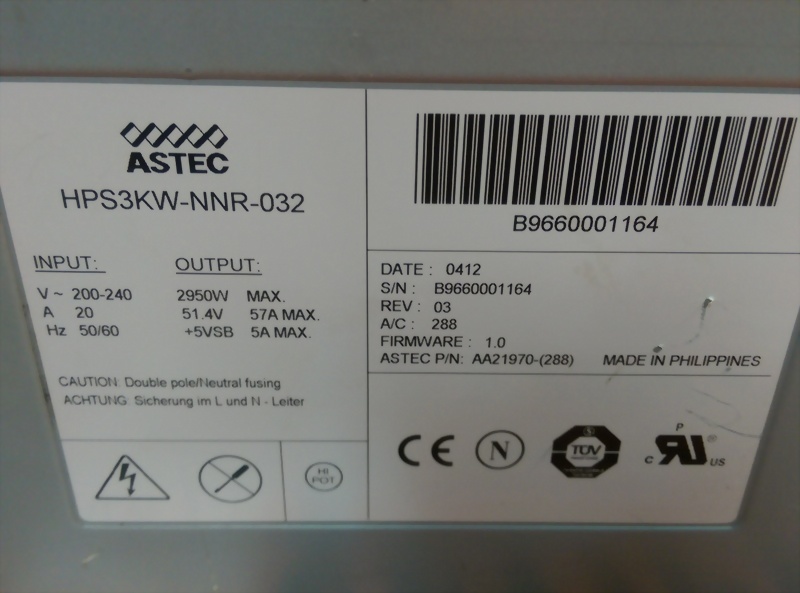 ASTEC
HPS3KW-NNR-032
INPUT: OUTPUT:
V ~ 200-240 2950W MAX.
A 20 51.4V 57A MAX.
Hz 50/60 +5VSB 5A MAX.
CAUTION: Double pole/Neutral fusing
ACHTUNG: Sicherung im L und N - Leiter
HI
POT
B9660001164
DATE : 0412
S/N : B9660001164
REV : 03
A/C : 288
FIRMWARE : 1.0
ASTEC P/N: AA21970-(288) MADE IN PHILIPPINES
CE N TÜV C RU US
P
®